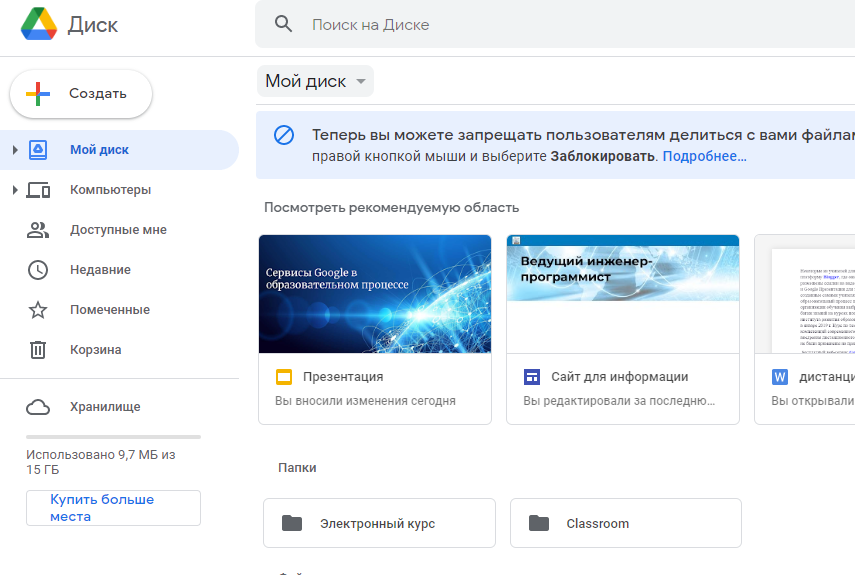 Диск
Поиск на Диске
Создать
Мой диск
Мой диск
Компьютеры
Доступные мне
Недавние
Помеченные
Корзина
Хранилище
Использовано 9,7 МБ из
15 ГБ
Купить больше
места
Теперь вы можете запрещать пользователям делиться с вами файлам
правой кнопкой мыши и выберите Заблокировать. Подробнее…
Посмотреть рекомендуемую область
Сервисы Google в
образовательном процессе
Презентация
Вы вносили изменения сегодня
Ведущий инженер-
программист
Сайт для информации
Вы редактировали за последню…
W дистанци
Вы открывали
Папки
Электронный курс
Classroom